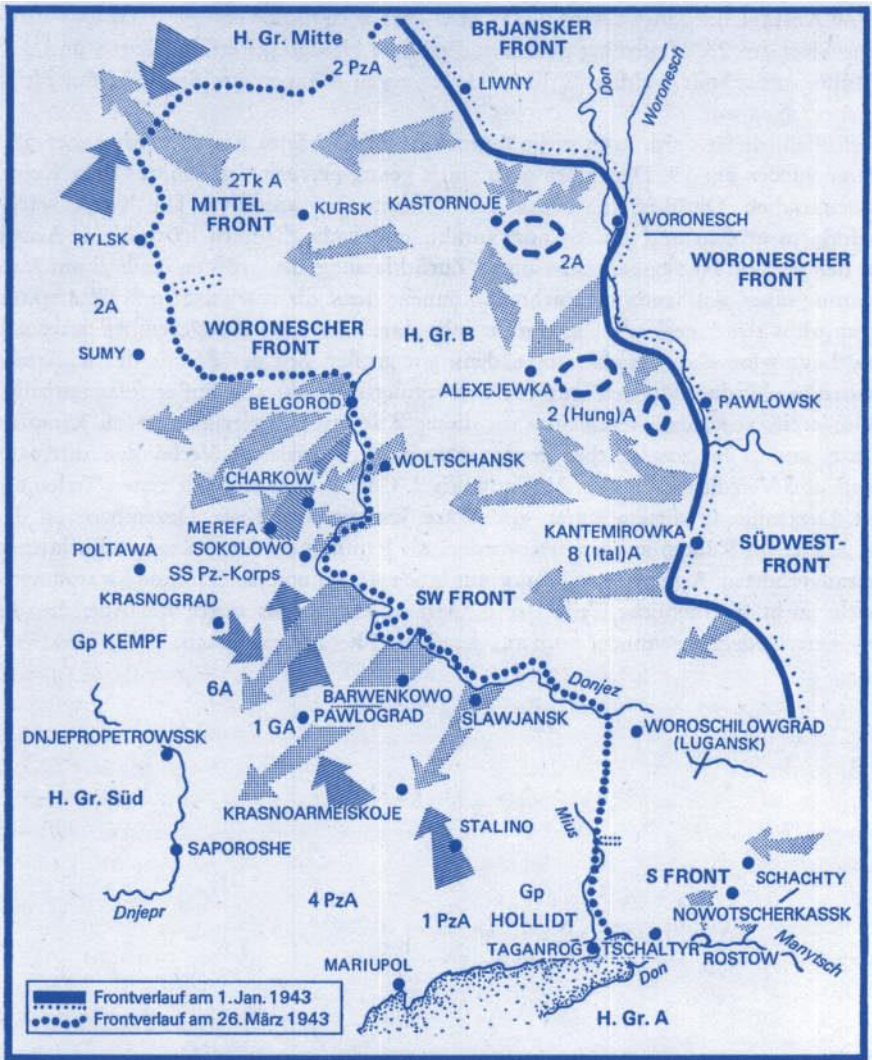 H. Gr. Mitte
2 PzA
BRJANSKER
FRONT
LIWNY
Don
Woronesch
2Tk A
MITTEL
FRONT
KURSK
KASTORNOJE
WORONESCH
RYLSK
2A
WORONESCHER
FRONT
2A
WORONESCHER
FRONT
H. Gr. B
SUMY
ALEXEJEWKA
BELGOROD
2 (Hung)A
PAWLOWSK
WOLTSCHANSK
CHARKOW
MEREFA
SOKOLOWO
KANTEMIROWKA
8 (Ital)A
SÜDWEST-
FRONT
POLTAWA
SS Pz.-Korps
KRASNOGRAD
SW FRONT
Gp KEMPF
6A
BARWENKOWO
Donjez
1 GA
PAWLOGRAD
SLAWJANSK
WOROSCHILOWGRAD
(LUGANSK)
DNJEPROPETROWSSK
H. Gr. Süd
KRASNOARMEISKOJE
STALINO
Mius
SAPOROSHE
S FRONT
SCHACHTY
Dnjepr
4 PzA
1 PzA
Gp
HOLLIDT
NOWOTSCHERKASSK
TAGANROG
TSCHALTYR
ROSTOW
Manytsch
MARIUPOL
Don
H. Gr. A
Frontverlauf am 1. Jan. 1943
Frontverlauf am 26. März 1943